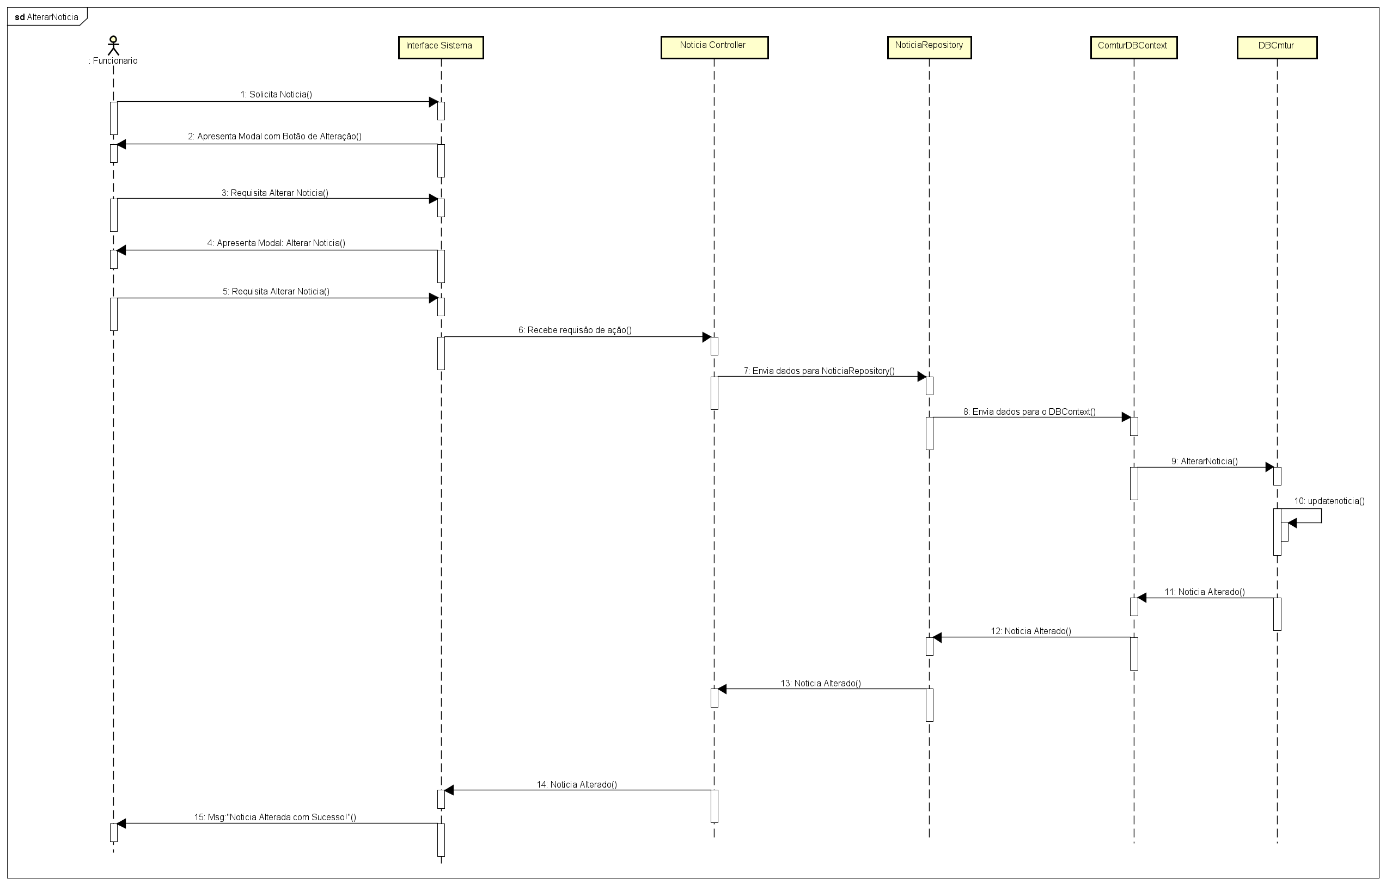 sd AlterarNoticia
: Funcionario
Interface Sistema
Noticia Controller
NoticiaRepository
ComturDBContext
DBCmtur
1: Solicita Noticia()
2: Apresenta Modal com Botão de Alteração()
3: Requisita Alterar Noticia()
4: Apresenta Modal: Alterar Noticia()
5: Requisita Alterar Noticia()
6: Recebe requisão de ação()
7: Envia dados para NoticiaRepository()
8: Envia dados para o DBContext()
9: AlterarNoticia()
10: updatenoticia()
11: Noticia Alterado()
12: Noticia Alterado()
13: Noticia Alterado()
14: Noticia Alterado()
15: Msg:"Noticia Alterada com Sucesso!"()